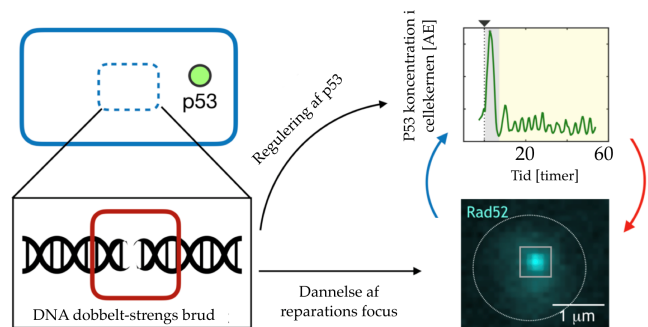 p53
Regulering af p53
P53 koncentration i
cellekernen [AE]
20
60
Tid [timer]
Rad52
1 μm
DNA dobbelt-strengs brud
Dannelse af
reparations focus